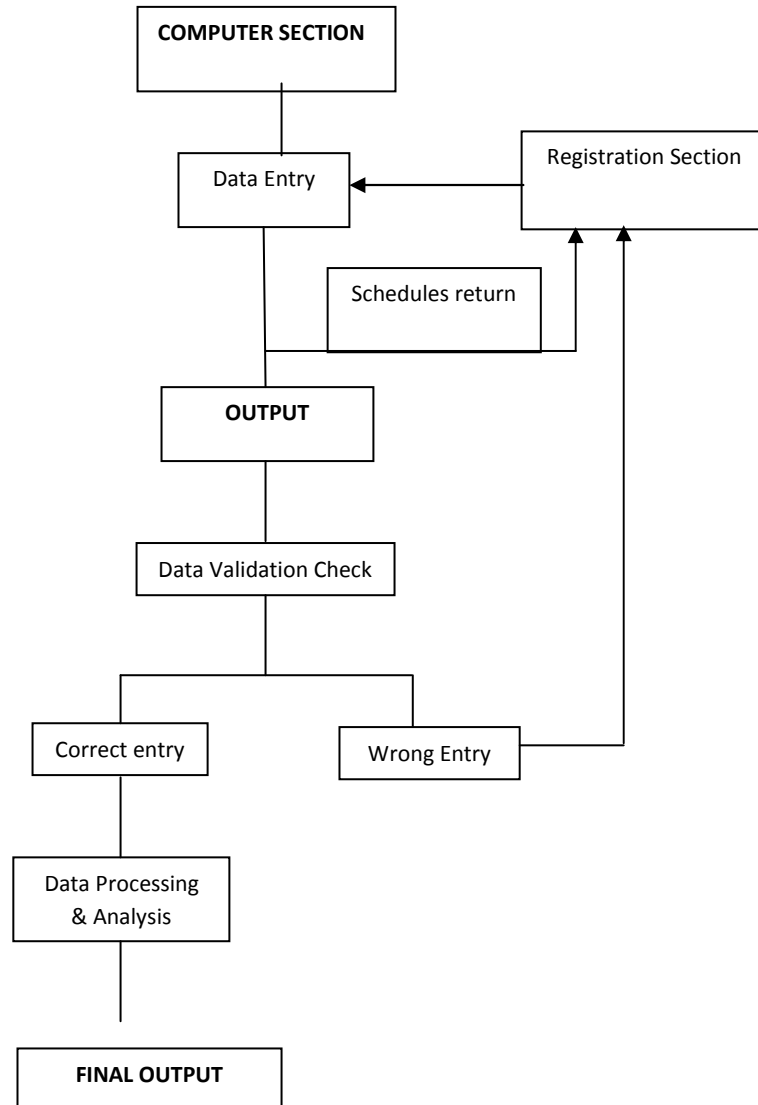 COMPUTER SECTION
Registration Section
Data Entry
Schedules return
OUTPUT
Data Validation Check
Correct entry
Wrong Entry
Data Processing
& Analysis
FINAL OUTPUT